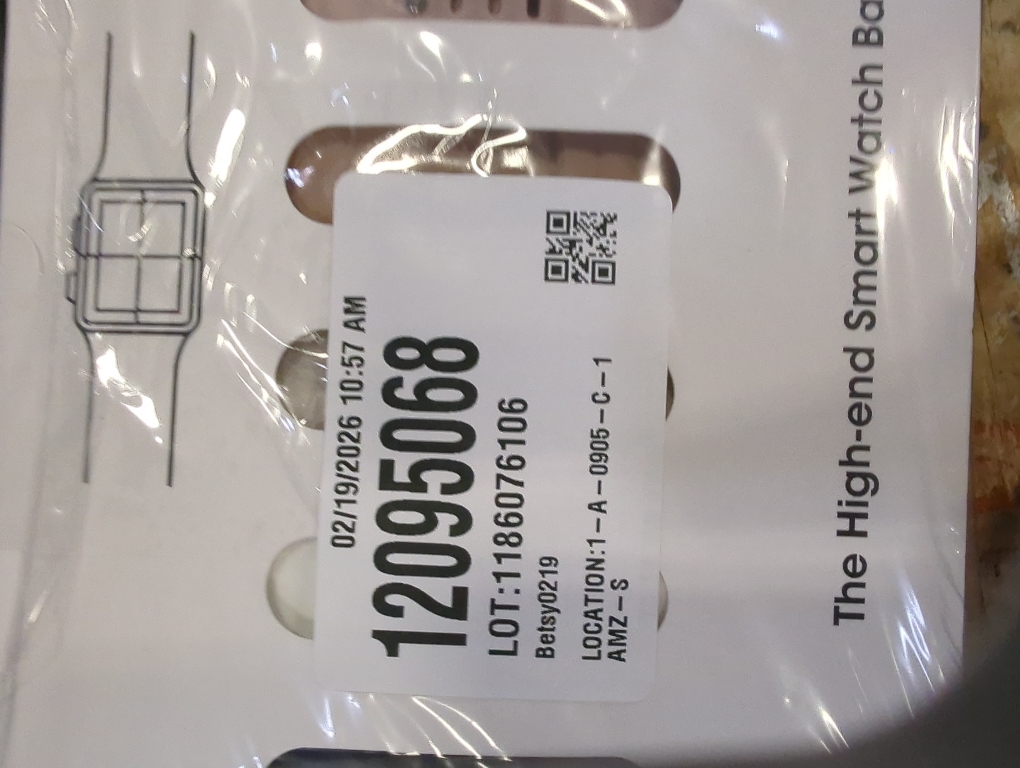 02/19/2026 10:57 AM
12095068
LOT:1186076106
Betsy0219
LOCATION:1-A-0905-C-1
AMZ-S
The High-end Smart Watch Ba